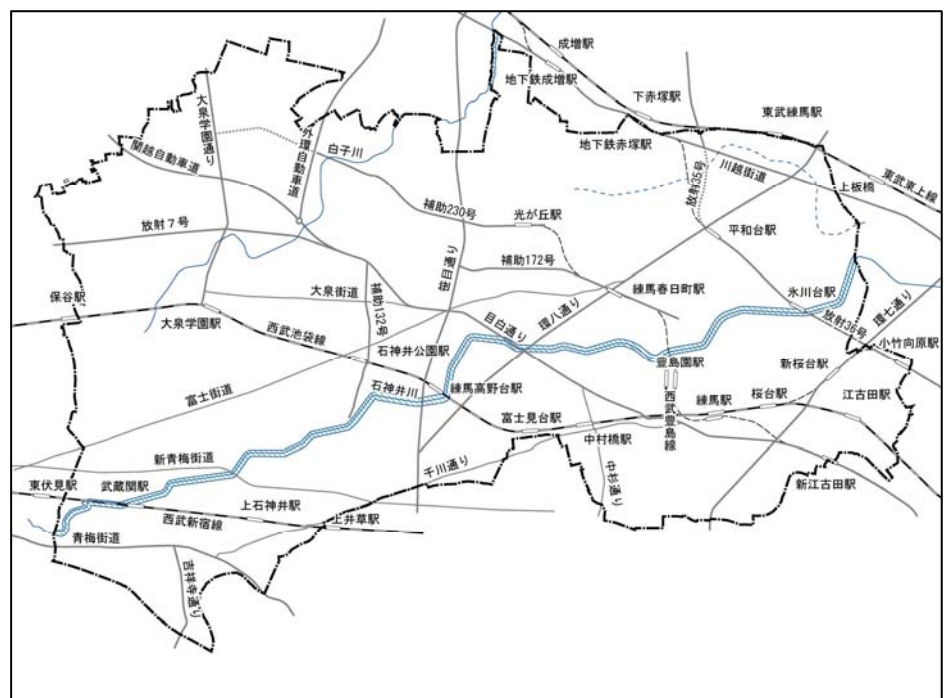 成増駅
地下鉄成増駅
下赤塚駅
東武練馬駅
地下鉄赤塚駅
川越街道
東武東上線
上板橋
大泉学園通り
関越自動車道
外環自動車道
白子川
放射35号
補助230号
光が丘駅
平和台駅
放射7号
笹目通り
補助172号
保谷駅
大泉街道
補助132号
練馬春日町駅
氷川台駅
大泉学園駅
西武池袋線
目白通り
環八通り
放射36号
環七通り
小竹向原駅
石神井公園駅
豊島園駅
新桜台駅
富士街道
石神井川
練馬高野台駅
西武豊島線
練馬駅
桜台駅
江古田駅
富士見台駅
中村橋駅
新青梅街道
千川通り
中杉通り
新江古田駅
東伏見駅
武蔵関駅
上石神井駅
上井草駅
西武新宿線
青梅街道
吉祥寺通り